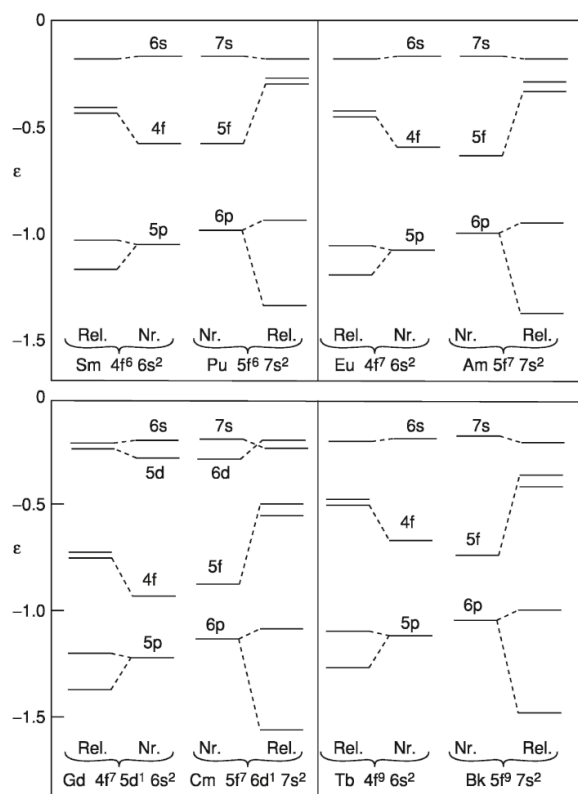 0
6s 7s 6s 7s
−0.5
4f 5f 4f 5f
ε
−1.0
5p 6p 5p 6p
Rel. Nr. Nr. Rel. Rel. Nr. Nr. Rel.
−1.5
Sm 4f⁶ 6s² Pu 5f⁶ 7s² Eu 4f⁷ 6s² Am 5f⁷ 7s²
0
6s 7s 6s 7s
5d 6d
−0.5
4f 5f 4f 5f
ε
−1.0
5p 6p 5p 6p
−1.5
Rel. Nr. Nr. Rel. Rel. Nr. Nr. Rel.
Gd 4f⁷ 5d¹ 6s² Cm 5f⁷ 6d¹ 7s² Tb 4f⁹ 6s² Bk 5f⁹ 7s²